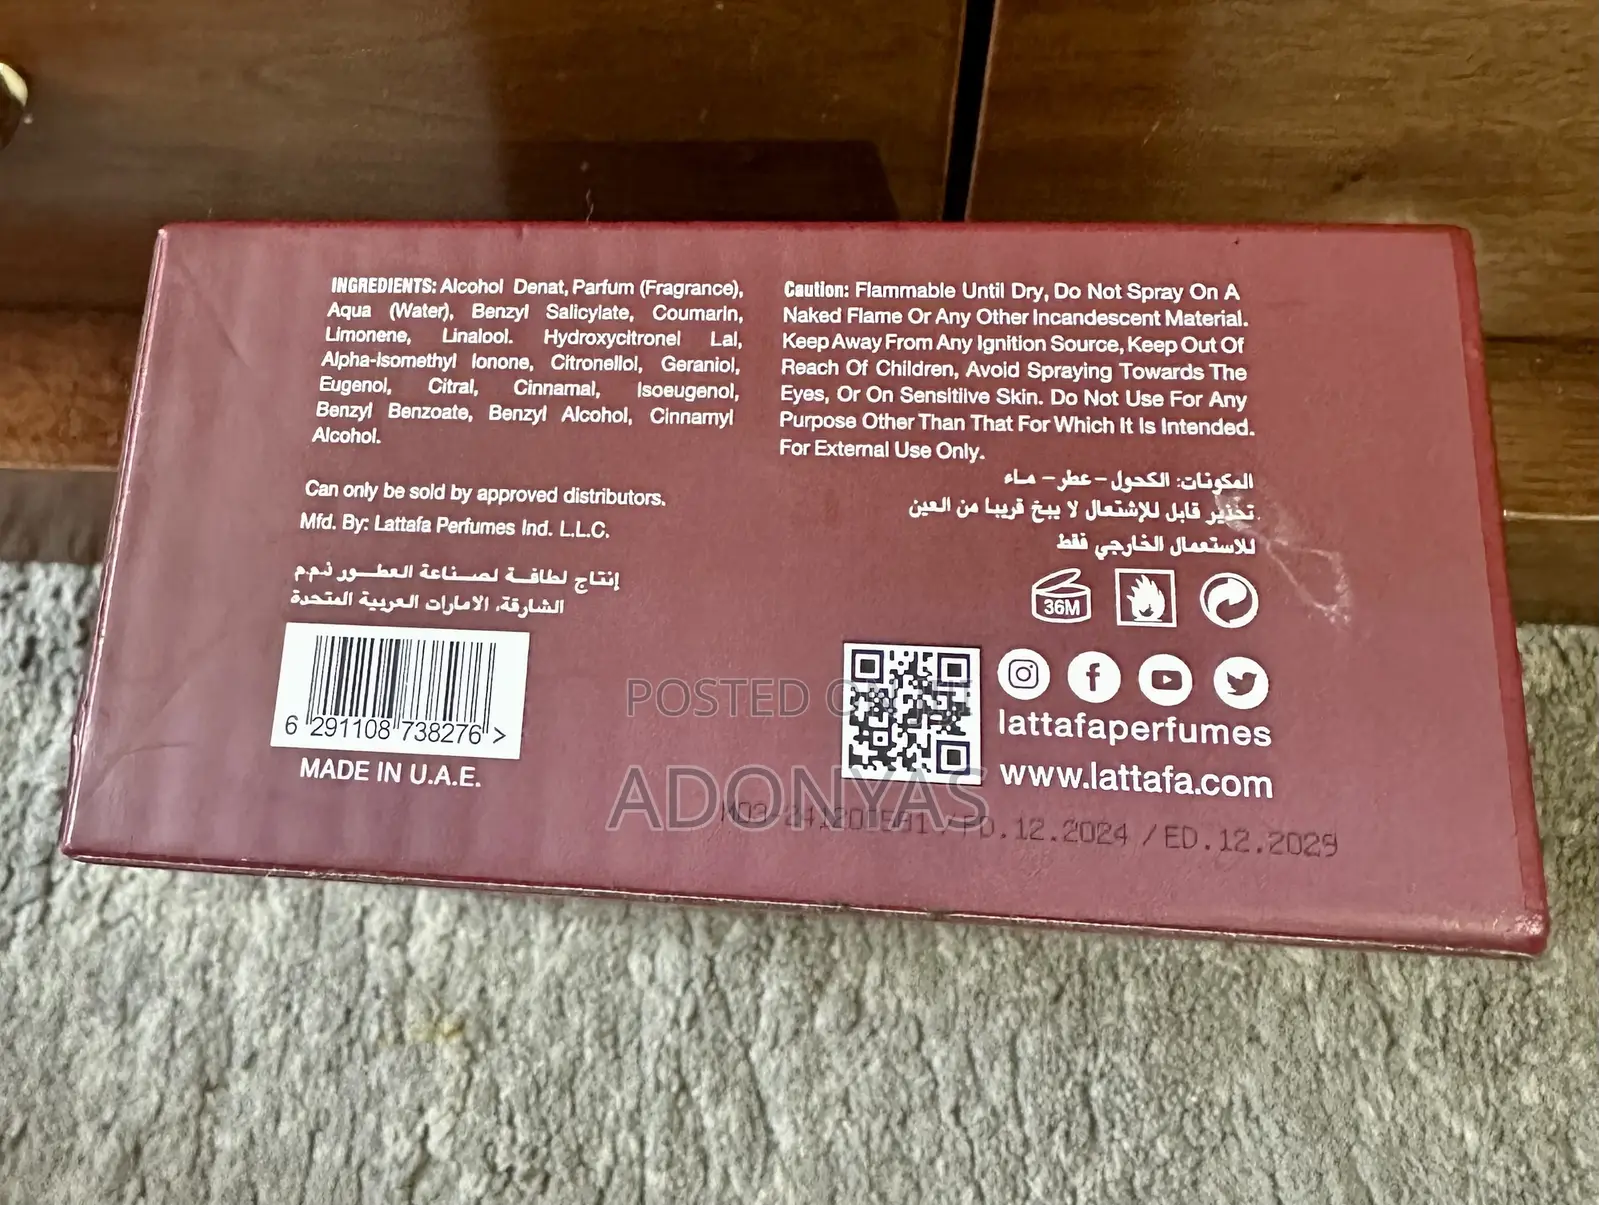 INGREDIENTS: Alcohol Denat, Parfum (Fragrance),
Aqua (Water), Benzyl Salicylate, Coumarin,
Limonene, Linalool. Hydroxycitronel Lal,
Alpha-isomethyl Ionone, Citronellol, Geraniol,
Eugenol, Citral, Cinnamal, Isoeugenol,
Benzyl Benzoate, Benzyl Alcohol, Cinnamyl
Alcohol.
Can only be sold by approved distributors.
Mfd. By: Lattafa Perfumes Ind. L.L.C.
إنتاج لطافة لصناعة العطور ذ.م.م
الشارقة، الامارات العربية المتحدة
6 291108 738276 >
MADE IN U.A.E.
Caution: Flammable Until Dry, Do Not Spray On A
Naked Flame Or Any Other Incandescent Material.
Keep Away From Any Ignition Source, Keep Out Of
Reach Of Children, Avoid Spraying Towards The
Eyes, Or On Sensitiive Skin. Do Not Use For Any
Purpose Other Than That For Which It Is Intended.
For External Use Only.
المكونات: الكحول - عطر - ماء
تحذير قابل للإشتعال لا يبخ قريبا من العين.
للاستعمال الخارجي فقط
36M
lattafaperfumes
www.lattafa.com
/ PD.12.2024 / ED.12.2029
POSTED ON
ADONYAS